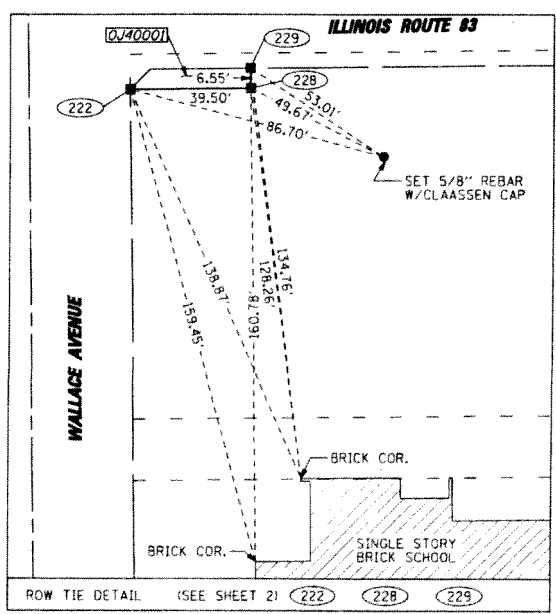 ILLINOIS ROUTE 83
0J40001
229
6.55'
228
222
39.50'
53.01'
49.67'
86.70'
SET 5/8" REBAR
W/CLAASSEN CAP
134.76'
128.26'
138.87'
160.78'
159.45'
WALLACE AVENUE
BRICK COR.
BRICK COR.
SINGLE STORY
BRICK SCHOOL
ROW TIE DETAIL (SEE SHEET 2) 222 228 229